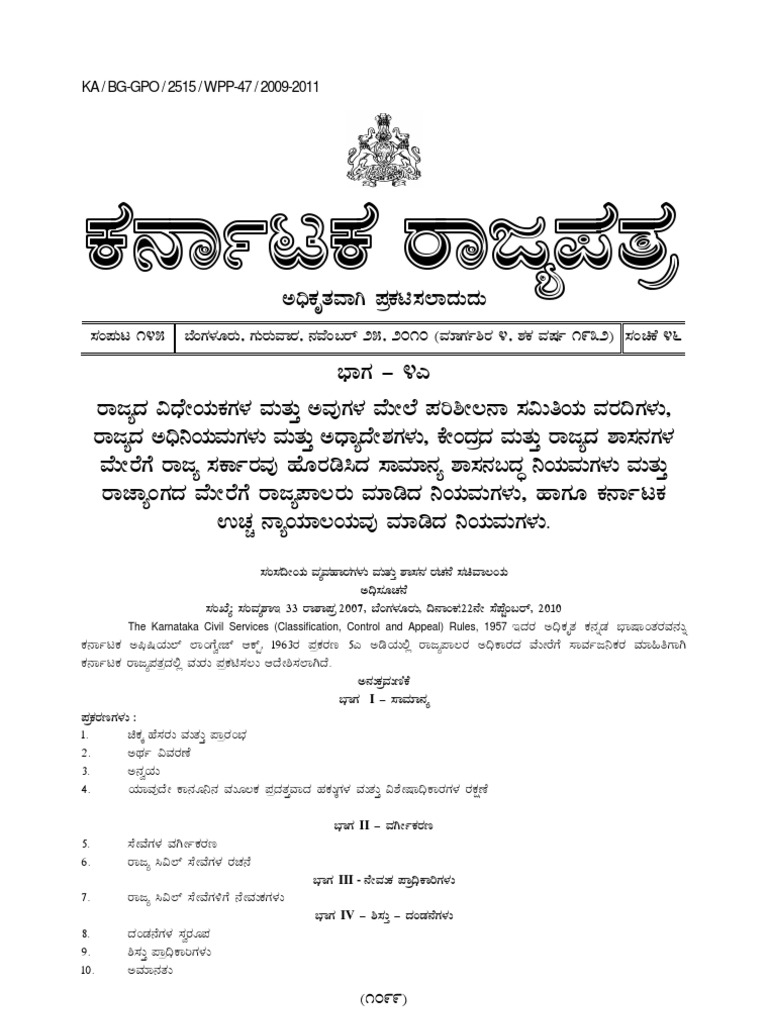 KA / BG-GPO / 2515 / WPP-47 / 2009-2011
ಕರ್ನಾಟಕ ರಾಜ್ಯಪತ್ರ
ಅಧಿಕೃತವಾಗಿ ಪ್ರಕಟಿಸಲಾದುದು
ಸಂಪುಟ ೧೪೫ ಬೆಂಗಳೂರು, ಗುರುವಾರ, ನವೆಂಬರ್ ೨೫, ೨೦೧೦ (ಮಾರ್ಗಶಿರ ೪, ಶಕ ವರ್ಷ ೧೯೩೨) ಸಂಚಿಕೆ ೪೬
ಭಾಗ – ೪ಎ
ರಾಜ್ಯದ ವಿಧೇಯಕಗಳ ಮತ್ತು ಅವುಗಳ ಮೇಲೆ ಪರಿಶೀಲನಾ ಸಮಿತಿಯ ವರದಿಗಳು,
ರಾಜ್ಯದ ಅಧಿನಿಯಮಗಳು ಮತ್ತು ಅಧ್ಯಾದೇಶಗಳು, ಕೇಂದ್ರದ ಮತ್ತು ರಾಜ್ಯದ ಶಾಸನಗಳ
ಮೇರೆಗೆ ರಾಜ್ಯ ಸರ್ಕಾರವು ಹೊರಡಿಸಿದ ಸಾಮಾನ್ಯ ಶಾಸನಬದ್ಧ ನಿಯಮಗಳು ಮತ್ತು
ರಾಜ್ಯಾಂಗದ ಮೇರೆಗೆ ರಾಜ್ಯಪಾಲರು ಮಾಡಿದ ನಿಯಮಗಳು, ಹಾಗೂ ಕರ್ನಾಟಕ
ಉಚ್ಚ ನ್ಯಾಯಾಲಯವು ಮಾಡಿದ ನಿಯಮಗಳು.
ಸಂಸದೀಯ ವ್ಯವಹಾರಗಳು ಮತ್ತು ಶಾಸನ ರಚನೆ ಸಚಿವಾಲಯ
ಅಧಿಸೂಚನೆ
ಸಂಖ್ಯೆ: ಸಂವ್ಯಶಾಇ 33 ರಾಶಾಪ್ರ 2007, ಬೆಂಗಳೂರು, ದಿನಾಂಕ:22ನೇ ಸೆಪ್ಟೆಂಬರ್, 2010
The Karnataka Civil Services (Classification, Control and Appeal) Rules, 1957 ಇದರ ಅಧಿಕೃತ ಕನ್ನಡ ಭಾಷಾಂತರವನ್ನು
ಕರ್ನಾಟಕ ಅಫಿಷಿಯಲ್ ಲಾಂಗ್ವೇಜ್ ಆಕ್ಟ್, 1963ರ ಪ್ರಕರಣ 5ಎ ಅಡಿಯಲ್ಲಿ ರಾಜ್ಯಪಾಲರ ಅಧಿಕಾರದ ಮೇರೆಗೆ ಸಾರ್ವಜನಿಕರ ಮಾಹಿತಿಗಾಗಿ
ಕರ್ನಾಟಕ ರಾಜ್ಯಪತ್ರದಲ್ಲಿ ಮರು ಪ್ರಕಟಿಸಲು ಆದೇಶಿಸಲಾಗಿದೆ.
ಅನುಕ್ರಮಣಿಕೆ
ಭಾಗ I – ಸಾಮಾನ್ಯ
ಪ್ರಕರಣಗಳು :
1. ಚಿಕ್ಕ ಹೆಸರು ಮತ್ತು ಪ್ರಾರಂಭ
2. ಅರ್ಥ ವಿವರಣೆ
3. ಅನ್ವಯ
4. ಯಾವುದೇ ಕಾನೂನಿನ ಮೂಲಕ ಪ್ರದತ್ತವಾದ ಹಕ್ಕುಗಳ ಮತ್ತು ವಿಶೇಷಾಧಿಕಾರಗಳ ರಕ್ಷಣೆ
ಭಾಗ II – ವರ್ಗೀಕರಣ
5. ಸೇವೆಗಳ ವರ್ಗೀಕರಣ
6. ರಾಜ್ಯ ಸಿವಿಲ್ ಸೇವೆಗಳ ರಚನೆ
ಭಾಗ III - ನೇಮಕ ಪ್ರಾಧಿಕಾರಿಗಳು
7. ರಾಜ್ಯ ಸಿವಿಲ್ ಸೇವೆಗಳಿಗೆ ನೇಮಕಗಳು
ಭಾಗ IV – ಶಿಸ್ತು – ದಂಡನೆಗಳು
8. ದಂಡನೆಗಳ ಸ್ವರೂಪ
9. ಶಿಸ್ತು ಪ್ರಾಧಿಕಾರಿಗಳು
10. ಅಮಾನತು
(೧೦೯೯)